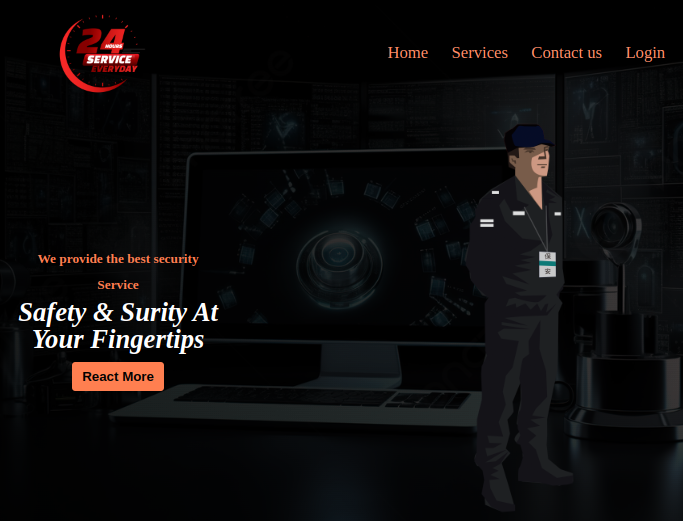 24
HOURS
SERVICE
EVERYDAY
Home Services Contact us Login
We provide the best security
Service
Safety & Surity At
Your Fingertips
React More
保
安